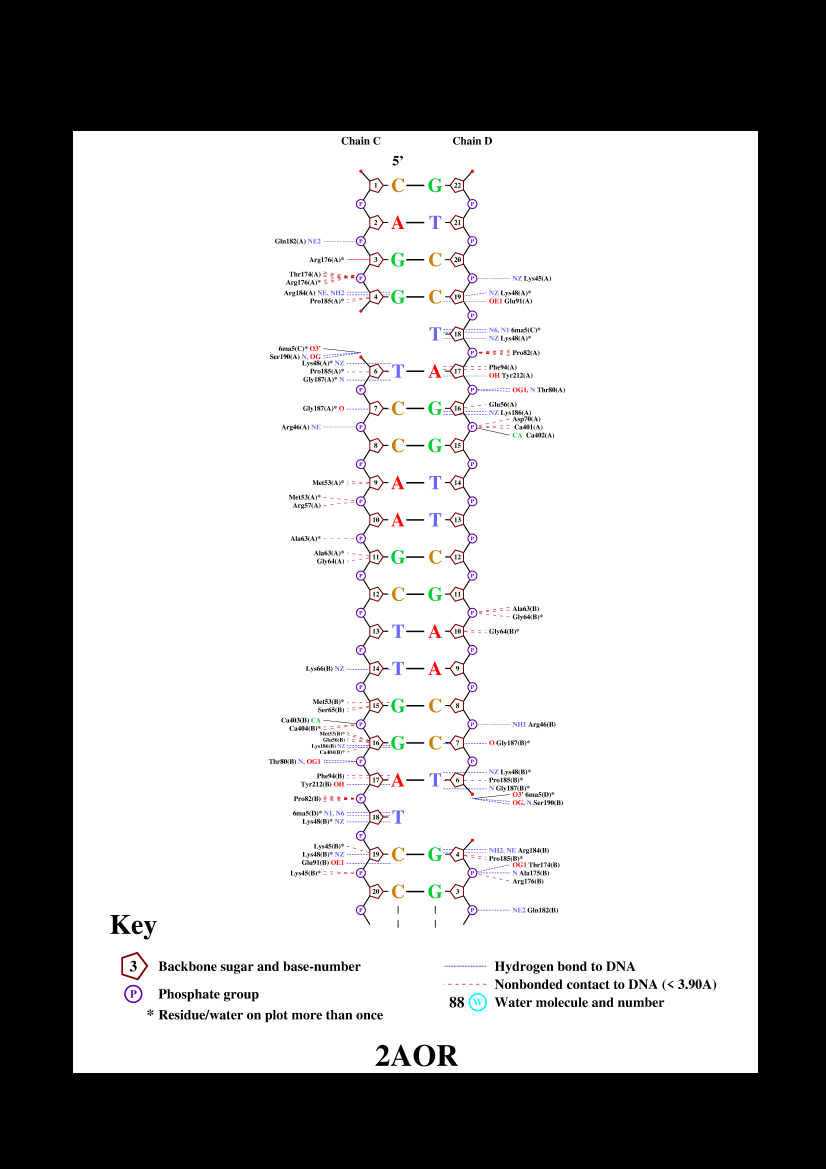 Chain C Chain D
5'
1 C G 22
P P
2 A T 21
Gln182(A) NE2 P P
Arg176(A)* 3 G C 20
Thr174(A) P P NZ Lys45(A)
Arg176(A)*
Arg184(A) NE, NH2 4 G C 19 NZ Lys48(A)*
Pro185(A)* OE1 Glu91(A)
P
T 18 N6, N1 6ma5(C)*
NZ Lys48(A)*
6ma5(C)* O3' P Pro82(A)
Ser190(A) N, OG
Lys48(A)* NZ Phe94(A)
Pro185(A)* 6 T A 17 OH Tyr212(A)
Gly187(A)* N
P P OG1, N Thr80(A)
Glu56(A)
Gly187(A)* O 7 C G 16 NZ Lys186(A)
Asp70(A)
Arg46(A) NE P P Ca401(A)
CA Ca402(A)
8 C G 15
P P
Met53(A)* 9 A T 14
Met53(A)* P P
Arg57(A)
10 A T 13
Ala63(A)* P P
Ala63(A)* 11 G C 12
Gly64(A)
P P
12 C G 11
P P Ala63(B)
Gly64(B)*
13 T A 10 Gly64(B)*
P P
Lys66(B) NZ 14 T A 9
P P
Met53(B)* 15 G C 8
Ser65(B)
Ca403(B) CA P P NH1 Arg46(B)
Ca404(B)*
Met53(B)*
Glu56(B) 16 G C 7 O Gly187(B)*
Lys186(B) NZ
Ca404(B)*
Thr80(B) N, OG1 P P
NZ Lys48(B)*
Phe94(B) 17 A T 6 Pro185(B)*
Tyr212(B) OH N Gly187(B)*
Pro82(B) P O3' 6ma5(D)*
OG, N Ser190(B)
6ma5(D)* N1, N6 18 T
Lys48(B)* NZ
P
Lys45(B)* NH2, NE Arg184(B)
Lys48(B)* NZ 19 C G 4 Pro185(B)*
Glu91(B) OE1 OG1 Thr174(B)
Lys45(B)* P P N Ala175(B)
Arg176(B)
20 C G 3
P P NE2 Gln182(B)
Key
3 Backbone sugar and base-number Hydrogen bond to DNA
Nonbonded contact to DNA (< 3.90A)
P Phosphate group 88 W Water molecule and number
* Residue/water on plot more than once
2AOR